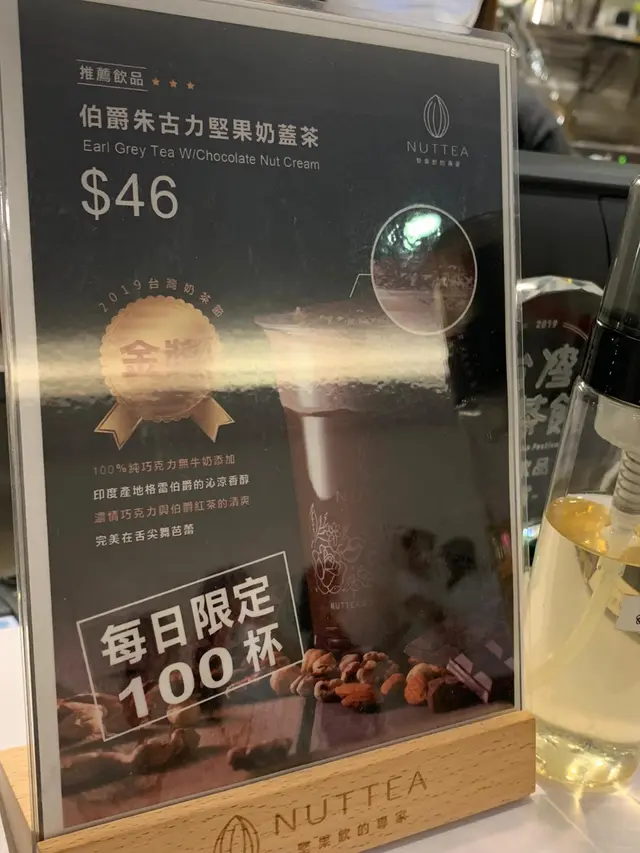 推薦飲品
伯爵朱古力堅果奶蓋茶
Earl Grey Tea W/Chocolate Nut Cream
$46
NUTTEA
堅果飲的專家
2019台灣奶茶節
金獎
100%純巧克力無牛奶添加
印度產地格雷伯爵的沁涼香醇
濃情巧克力與伯爵紅茶的清爽
完美在舌尖舞芭蕾
每日限定
100杯
NUTTEA
2019
NUTTEA
堅果飲的專家